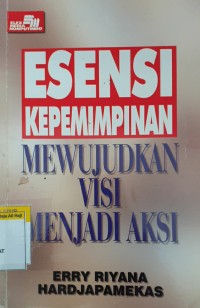 ESENSI
KEPEMIMPINAN
MEWUJUDKAN
VISI
MENJADI AKSI
ERRY RIYANA
HARDJAPAMEKAS